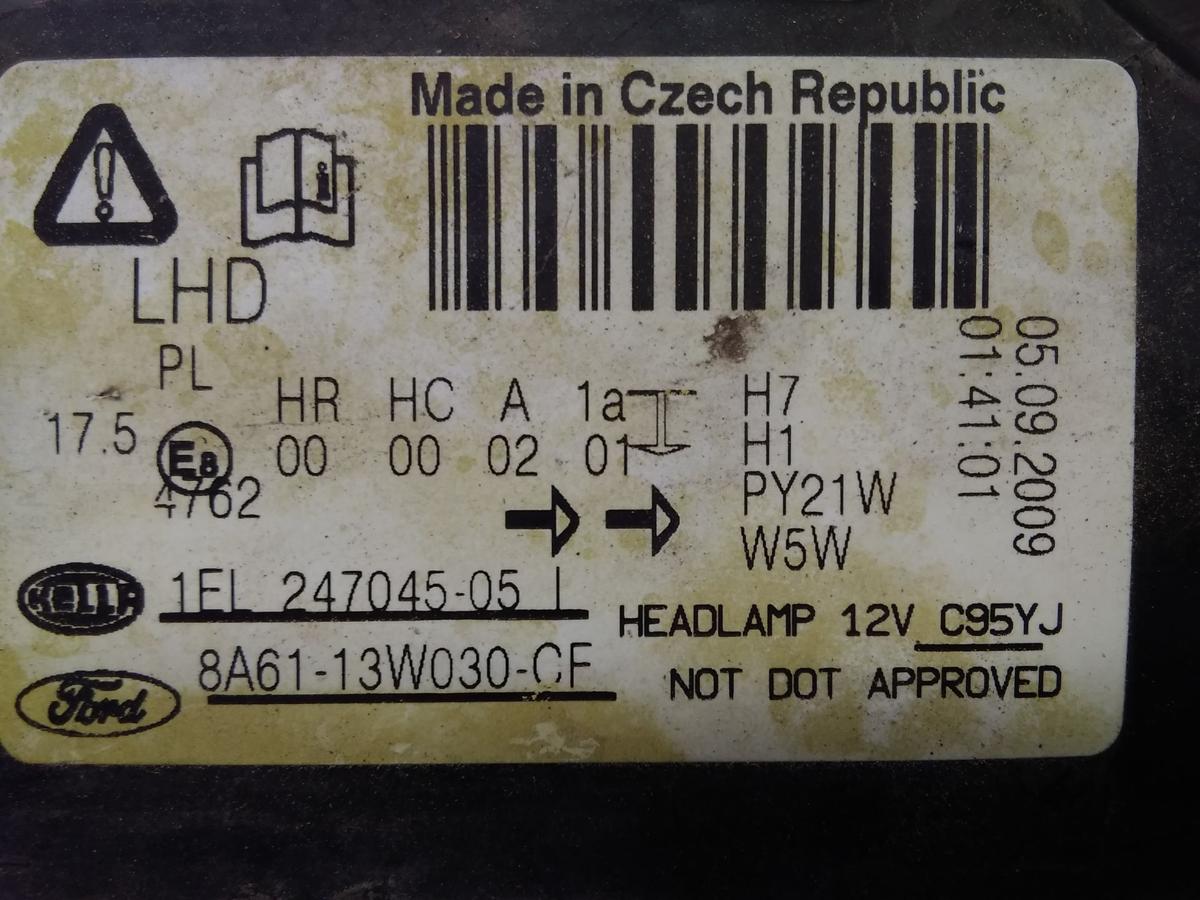 Made in Czech Republic
LHD
PL
17.5
E8
4762
HR HC A 1a
00 00 02 01
H7
H1
PY21W
W5W
05.09.2009
01:41:01
HELLA
1EL 247045-05 L
HEADLAMP 12V C95YJ
Ford
8A61-13W030-CF
NOT DOT APPROVED